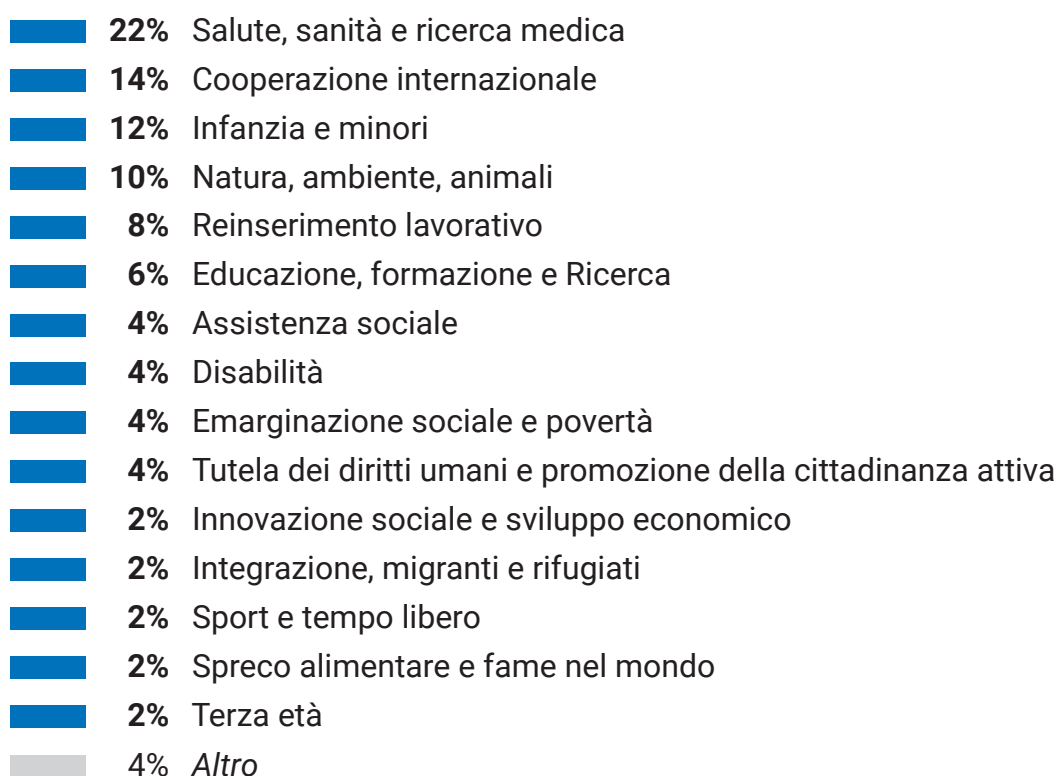 22% Salute, sanità e ricerca medica
14% Cooperazione internazionale
12% Infanzia e minori
10% Natura, ambiente, animali
8% Reinserimento lavorativo
6% Educazione, formazione e Ricerca
4% Assistenza sociale
4% Disabilità
4% Emarginazione sociale e povertà
4% Tutela dei diritti umani e promozione della cittadinanza attiva
2% Innovazione sociale e sviluppo economico
2% Integrazione, migranti e rifugiati
2% Sport e tempo libero
2% Spreco alimentare e fame nel mondo
2% Terza età
4% Altro